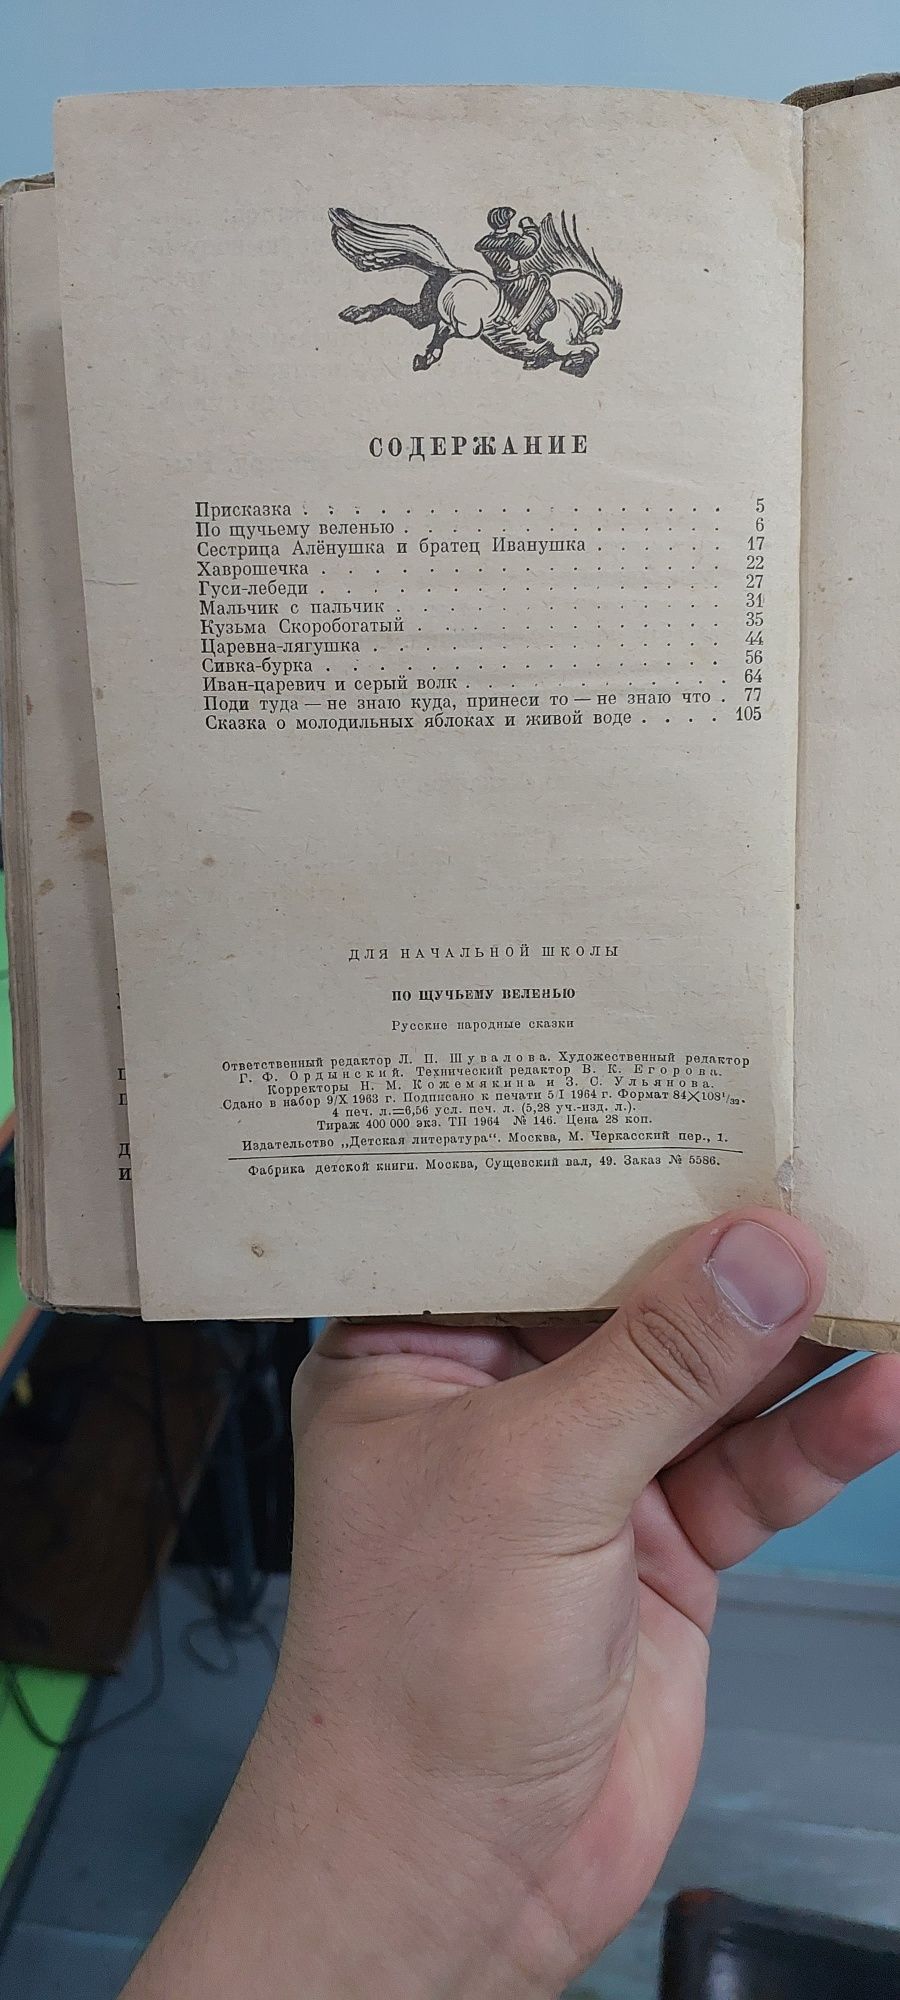 СОДЕРЖАНИЕ
Присказка . . . . . . . . . . . . . . . . . . 5
По щучьему веленью . . . . . . . . . . . . . 6
Сестрица Алёнушка и братец Иванушка . . . . . . 17
Хаврошечка . . . . . . . . . . . . . . . . . 22
Гуси-лебеди . . . . . . . . . . . . . . . . . 27
Мальчик с пальчик . . . . . . . . . . . . . 31
Кузьма Скоробогатый . . . . . . . . . . . . 35
Царевна-лягушка . . . . . . . . . . . . . . 44
Сивка-бурка . . . . . . . . . . . . . . . . 56
Иван-царевич и серый волк . . . . . . . . . . 64
Поди туда — не знаю куда, принеси то — не знаю что . 77
Сказка о молодильных яблоках и живой воде . . . . 105
ДЛЯ НАЧАЛЬНОЙ ШКОЛЫ
ПО ЩУЧЬЕМУ ВЕЛЕНЬЮ
Русские народные сказки
Ответственный редактор Л. П. Шувалова. Художественный редактор
Г. Ф. Ордынский. Технический редактор В. К. Егорова.
Корректоры Н. М. Кожемякина и З. С. Ульянова.
Сдано в набор 9/X 1963 г. Подписано к печати 5/I 1964 г. Формат 84×108¹/₃₂.
4 печ. л.=6,56 усл. печ. л. (5,28 уч-изд. л.).
Тираж 400 000 экз. ТП 1964 № 146. Цена 28 коп.
Издательство „Детская литература“. Москва, М. Черкасский пер., 1.
Фабрика детской книги. Москва, Сущевский вал, 49. Заказ № 5586.